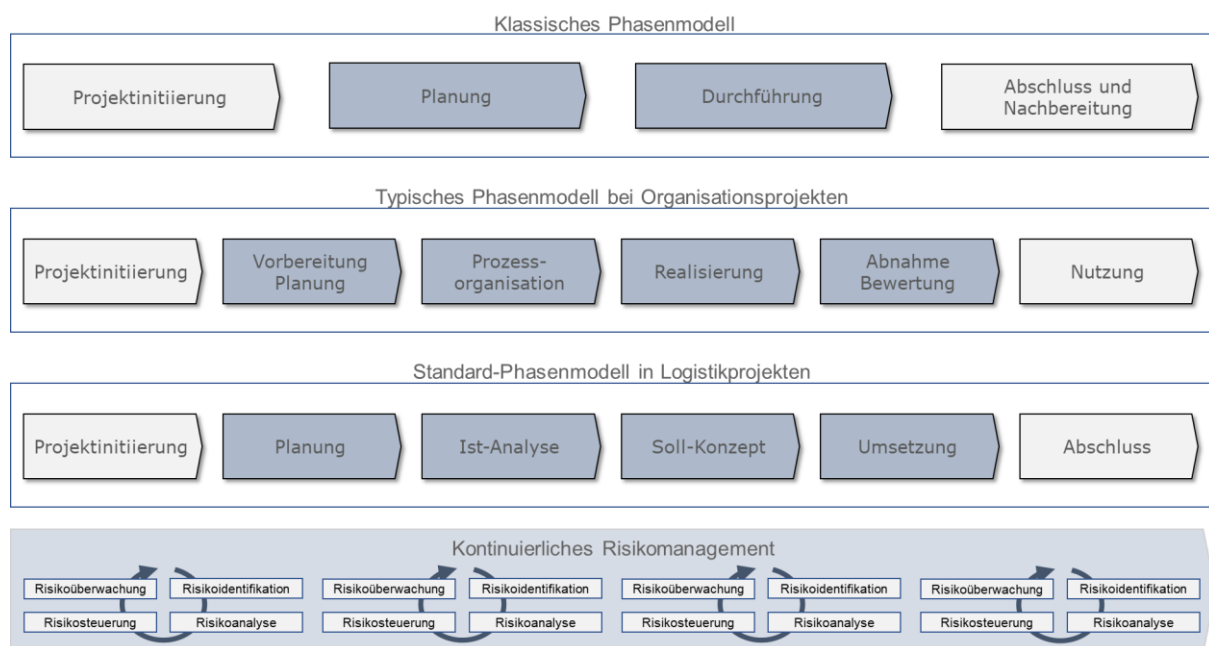 Klassisches Phasenmodell
Projektinitiierung
Planung
Durchführung
Abschluss und
Nachbereitung
Typisches Phasenmodell bei Organisationsprojekten
Projektinitiierung
Vorbereitung
Planung
Prozess-
organisation
Realisierung
Abnahme
Bewertung
Nutzung
Standard-Phasenmodell in Logistikprojekten
Projektinitiierung
Planung
Ist-Analyse
Soll-Konzept
Umsetzung
Abschluss
Kontinuierliches Risikomanagement
Risikoüberwachung
Risikoidentifikation
Risikosteuerung
Risikoanalyse
Risikoüberwachung
Risikoidentifikation
Risikosteuerung
Risikoanalyse
Risikoüberwachung
Risikoidentifikation
Risikosteuerung
Risikoanalyse
Risikoüberwachung
Risikoidentifikation
Risikosteuerung
Risikoanalyse